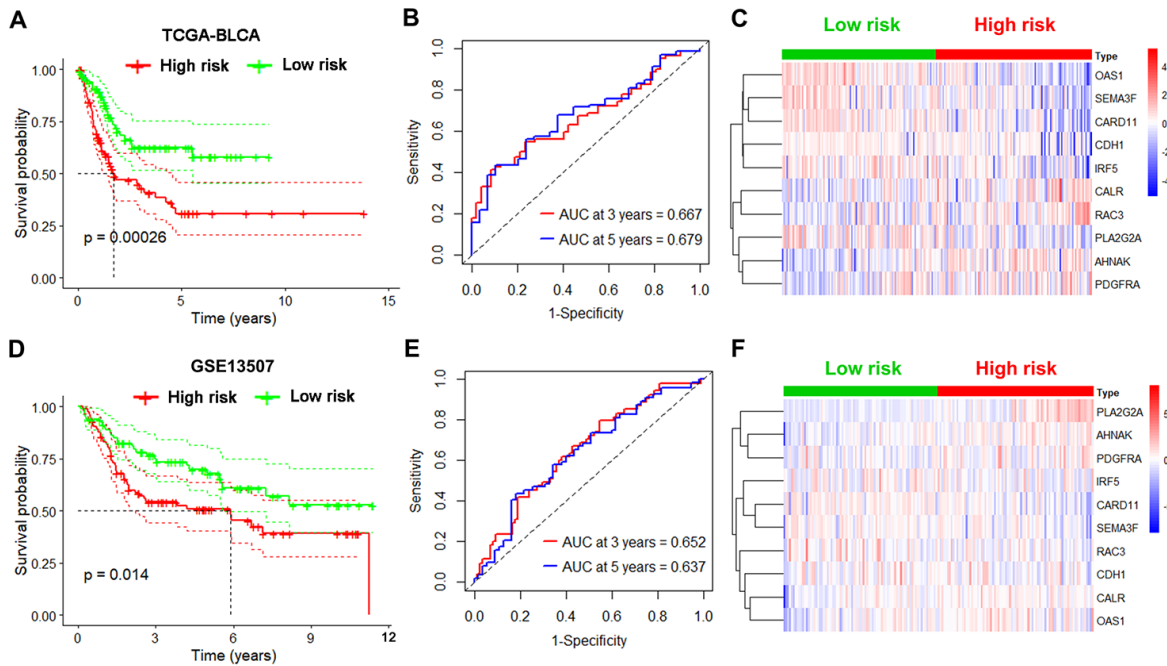 A
TCGA-BLCA
High risk Low risk
Survival probability
1.00
0.75
0.50
0.25
0.00
p = 0.00026
0 5 10 15
Time (years)
B
Sensitivity
1.0
0.8
0.6
0.4
0.2
0.0
AUC at 3 years = 0.667
AUC at 5 years = 0.679
0.0 0.2 0.4 0.6 0.8 1.0
1-Specificity
C
Low risk High risk
Type
OAS1
SEMA3F
CARD11
CDH1
IRF5
CALR
RAC3
PLA2G2A
AHNAK
PDGFRA
4
2
0
-2
-4
D
GSE13507
High risk Low risk
Survival probability
1.00
0.75
0.50
0.25
0.00
p = 0.014
0 3 6 9 12
Time (years)
E
Sensitivity
1.0
0.8
0.6
0.4
0.2
0.0
AUC at 3 years = 0.652
AUC at 5 years = 0.637
0.0 0.2 0.4 0.6 0.8 1.0
1-Specificity
F
Low risk High risk
Type
PLA2G2A
AHNAK
PDGFRA
IRF5
CARD11
SEMA3F
RAC3
CDH1
CALR
OAS1
5
0